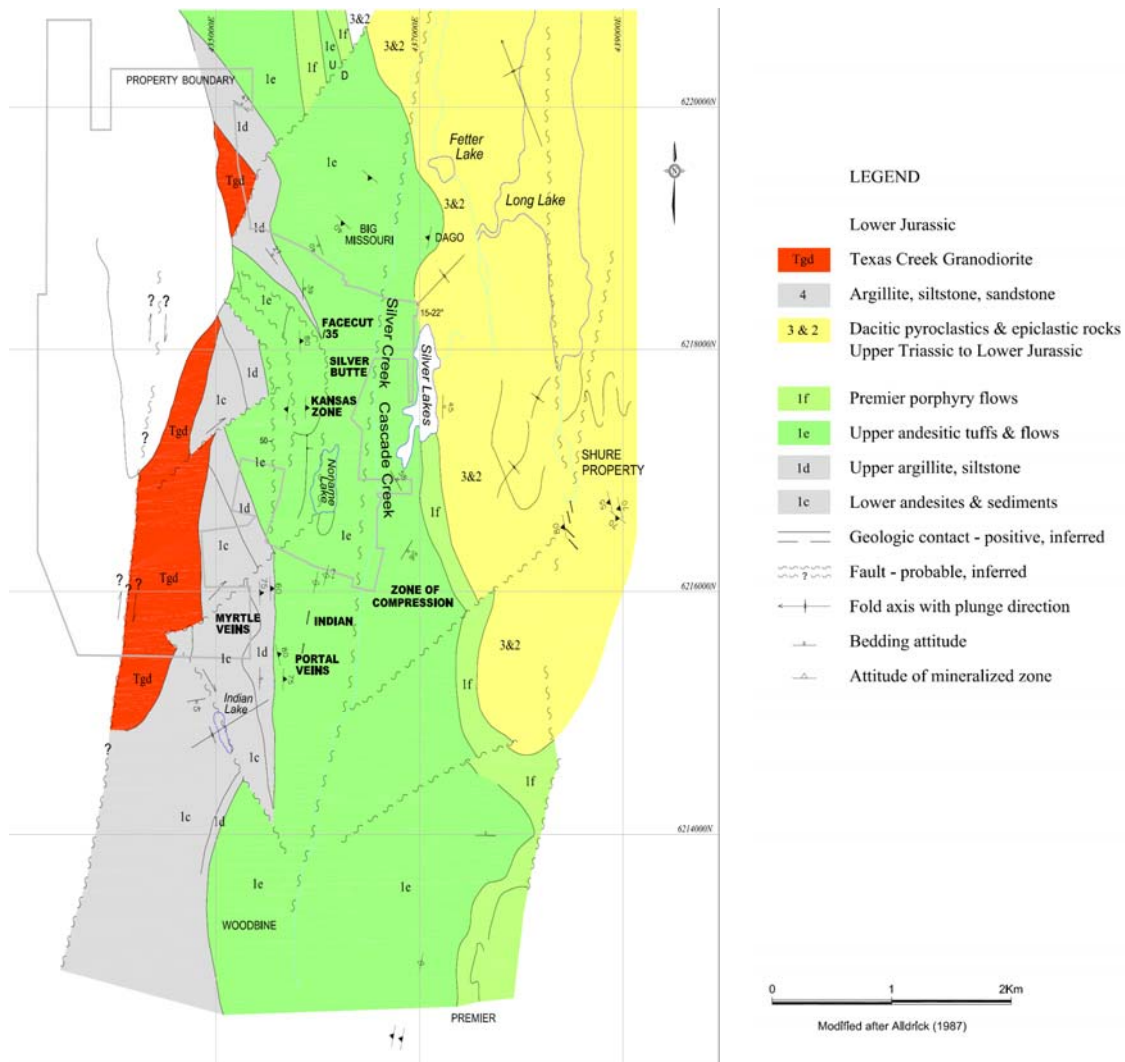 3&2
435000E
437000E
439000E
3&2
1e
1f
U
1f
D
PROPERTY BOUNDARY
1e
6220000N
1d
Fetter
Lake
1e
Tgd
3&2
Long Lake
1d
BIG
MISSOURI
DAGO
? ?
1e
15-22°
FACECUT
/35
6218000N
1d
SILVER
BUTTE
Silver Creek
Cascade Creek
Silver Lakes
1c
KANSAS
ZONE
Tgd
?
SHURE
PROPERTY
1e
Noname
Lake
3&2
1d
1f
1c
1e
Tgd
?
? ?
ZONE OF
COMPRESSION
6216000N
MYRTLE
VEINS
INDIAN
1c
1d
PORTAL
VEINS
3&2
Tgd
1f
Indian
Lake
?
1c
1f
1c
1d
6214000N
1e
1e
WOODBINE
PREMIER
LEGEND
Lower Jurassic
Tgd Texas Creek Granodiorite
4 Argillite, siltstone, sandstone
3 & 2 Dacitic pyroclastics & epiclastic rocks
Upper Triassic to Lower Jurassic
1f Premier porphyry flows
1e Upper andesitic tuffs & flows
1d Upper argillite, siltstone
1c Lower andesites & sediments
Geologic contact - positive, inferred
? Fault - probable, inferred
Fold axis with plunge direction
Bedding attitude
Attitude of mineralized zone
0 1 2Km
Modified after Alldrick (1987)